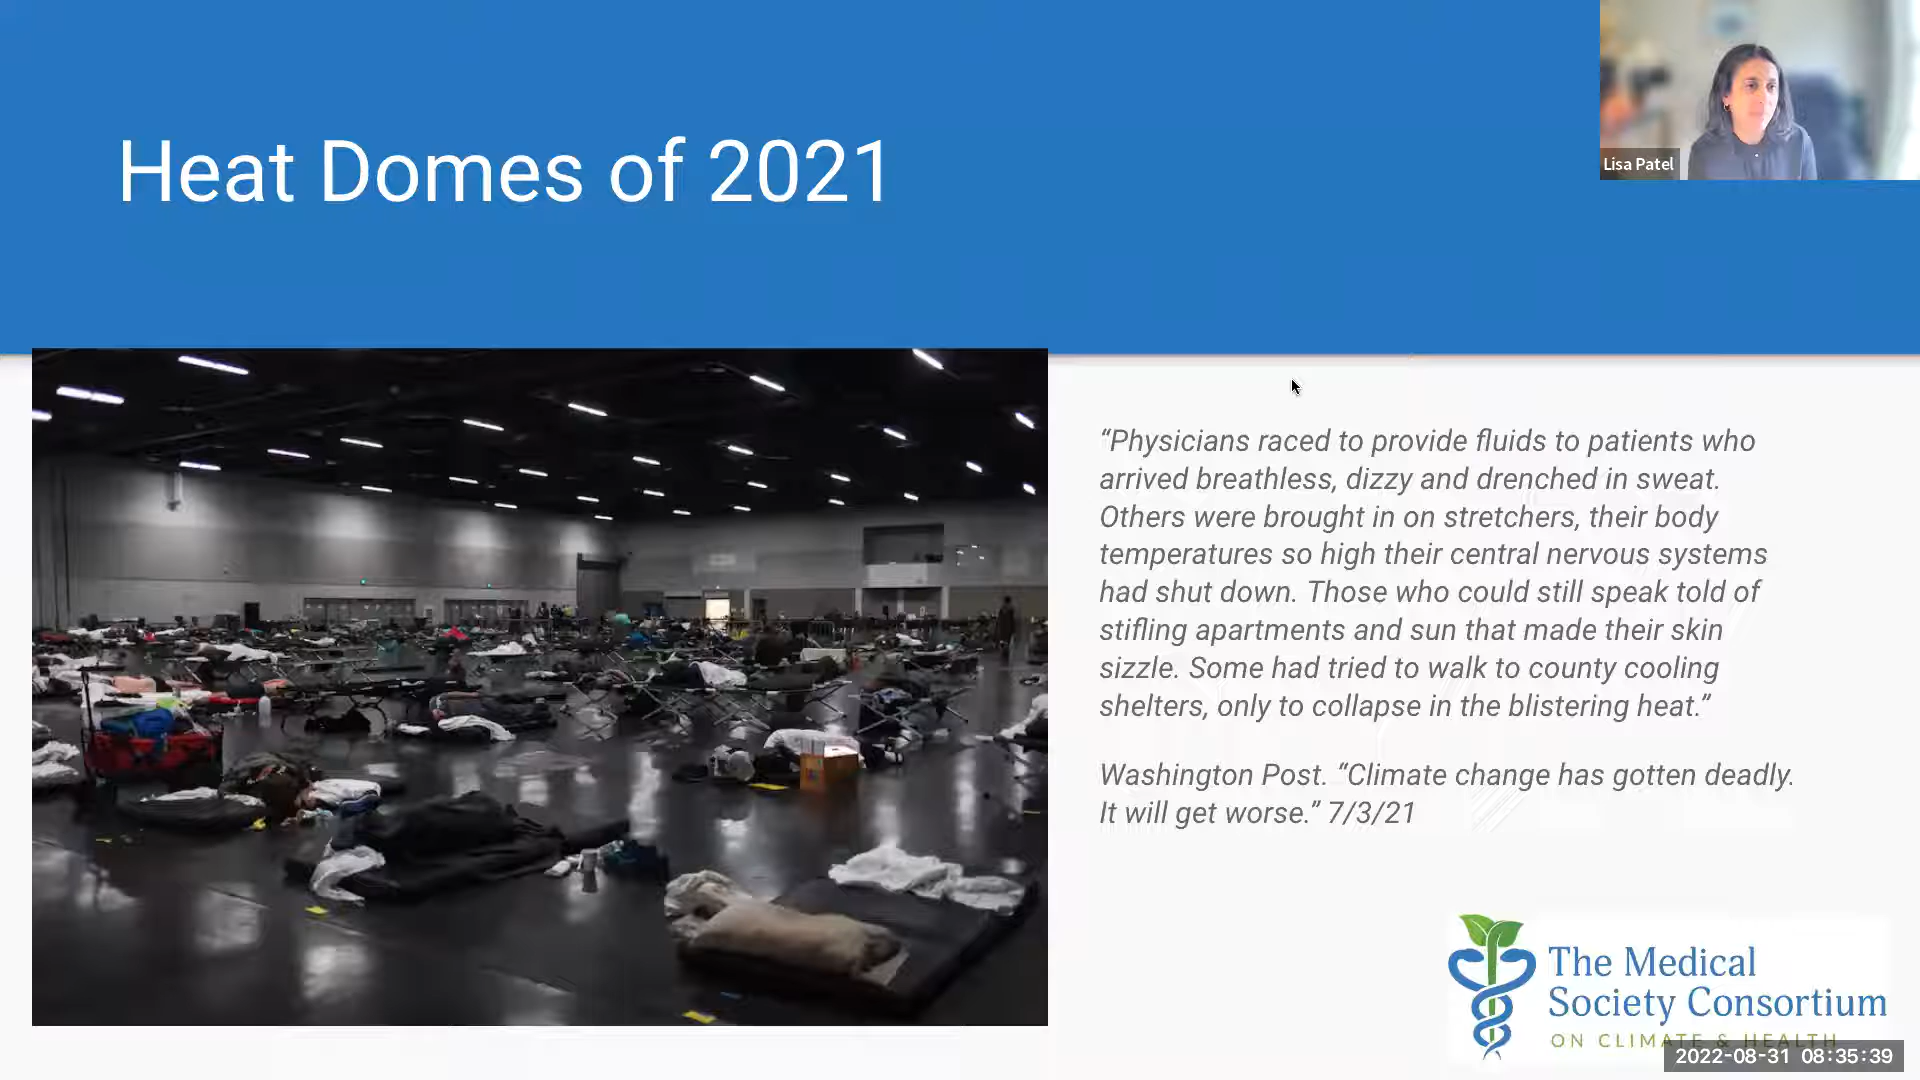 Heat Domes of 2021
Lisa Patel
“Physicians raced to provide fluids to patients who
arrived breathless, dizzy and drenched in sweat.
Others were brought in on stretchers, their body
temperatures so high their central nervous systems
had shut down. Those who could still speak told of
stifling apartments and sun that made their skin
sizzle. Some had tried to walk to county cooling
shelters, only to collapse in the blistering heat.”
Washington Post. “Climate change has gotten deadly.
It will get worse.” 7/3/21
The Medical
Society Consortium
ON CLIMATE & HEALTH
2022-08-31 08:35:39